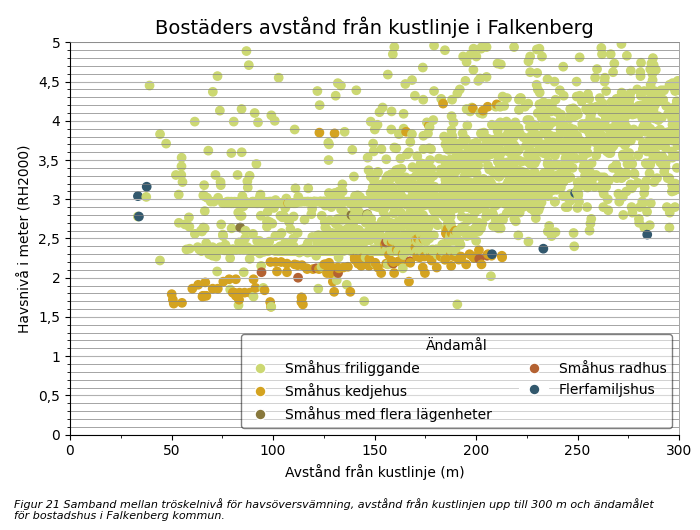 Bostäders avstånd från kustlinje i Falkenberg
Havsnivå i meter (RH2000)
5
4,5
4
3,5
3
2,5
2
1,5
1
0,5
0
Ändamål
Småhus friliggande
Småhus kedjehus
Småhus med flera lägenheter
Småhus radhus
Flerfamiljshus
0 50 100 150 200 250 300
Avstånd från kustlinje (m)
Figur 21 Samband mellan tröskelnivå för havsöversvämning, avstånd från kustlinjen upp till 300 m och ändamålet
för bostadshus i Falkenberg kommun.